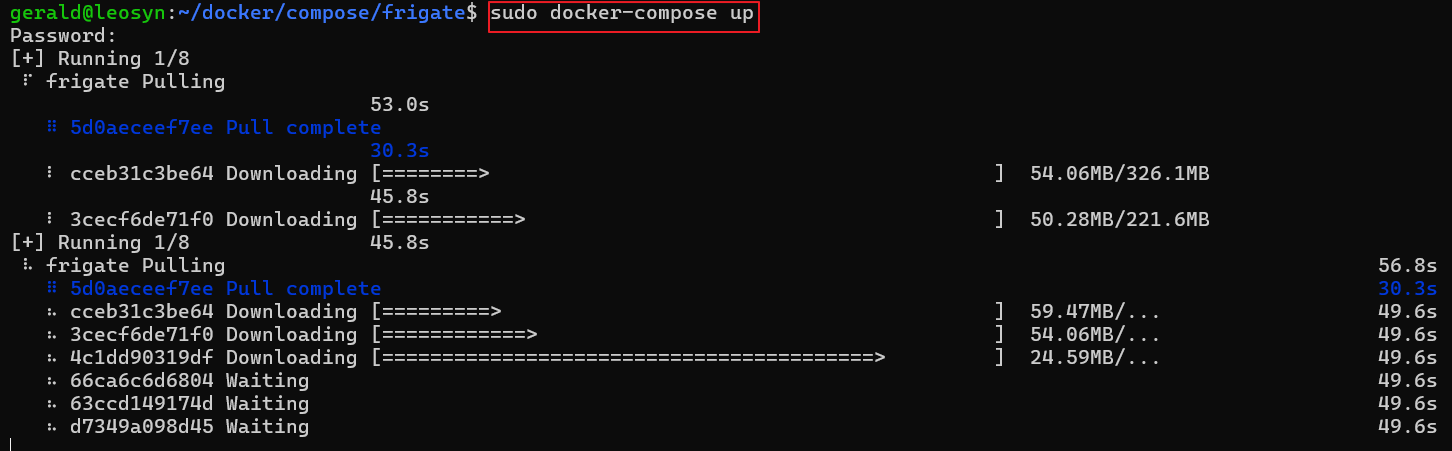 gerald@leosyn:~/docker/compose/frigate$ sudo docker-compose up
Password:
[+] Running 1/8
⠏ frigate Pulling
53.0s
⠿ 5d0aeceef7ee Pull complete
30.3s
⠇ cceb31c3be64 Downloading [========> ] 54.06MB/326.1MB
45.8s
⠇ 3cecf6de71f0 Downloading [===========> ] 50.28MB/221.6MB
[+] Running 1/8 45.8s
⠧ frigate Pulling 56.8s
⠿ 5d0aeceef7ee Pull complete 30.3s
⠦ cceb31c3be64 Downloading [=========> ] 59.47MB/... 49.6s
⠦ 3cecf6de71f0 Downloading [============> ] 54.06MB/... 49.6s
⠦ 4c1dd90319df Downloading [=========================================> ] 24.59MB/... 49.6s
⠦ 66ca6c6d6804 Waiting 49.6s
⠦ 63ccd149174d Waiting 49.6s
⠦ d7349a098d45 Waiting 49.6s